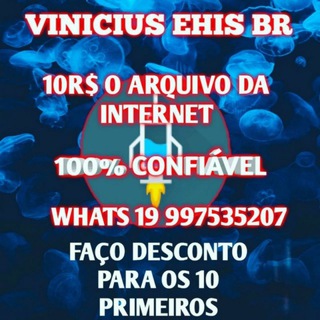 VINICIUS EHIS BR
10R$ O ARQUIVO DA
INTERNET
100% CONFIÁVEL
WHATS 19 997535207
FAÇO DESCONTO
PARA OS 10
PRIMEIROS